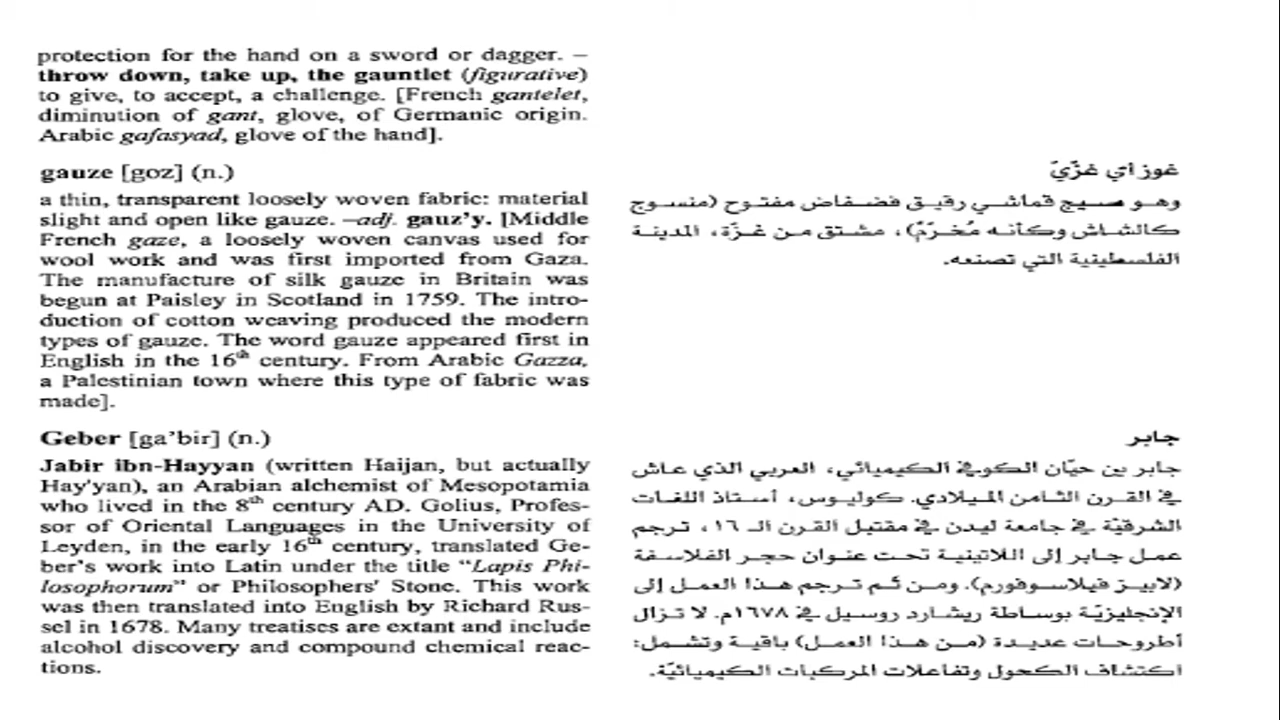 protection for the hand on a sword or dagger. –
throw down, take up, the gauntlet (figurative)
to give, to accept, a challenge. [French gantelet,
diminution of gant, glove, of Germanic origin.
Arabic gafasyad, glove of the hand].
gauze [goz] (n.)
a thin, transparent loosely woven fabric: material
slight and open like gauze. –adj. gauz'y. [Middle
French gaze, a loosely woven canvas used for
wool work and was first imported from Gaza.
The manufacture of silk gauze in Britain was
begun at Paisley in Scotland in 1759. The intro-
duction of cotton weaving produced the modern
types of gauze. The word gauze appeared first in
English in the 16th century. From Arabic Gazza,
a Palestinian town where this type of fabric was
made].
Geber [ga'bir] (n.)
Jabir ibn-Hayyan (written Haijan, but actually
Hay'yan), an Arabian alchemist of Mesopotamia
who lived in the 8th century AD. Golius, Profes-
sor of Oriental Languages in the University of
Leyden, in the early 16th century, translated Ge-
ber's work into Latin under the title "Lapis Phi-
losophorum" or Philosophers' Stone. This work
was then translated into English by Richard Rus-
sel in 1678. Many treatises are extant and include
alcohol discovery and compound chemical reac-
tions.
غوز أتي غزّيّ
وهو نسيج قماشي رقيق فضفاض مفتوح (منسوج
كالشاش وكأنه مُخرّمٌ)، مشتق من غزّة، المدينة
الفلسطينية التي تصنعه.
جابر
جابر بن حيّان الكوفي الكيميائي، العربي الذي عاش
في القرن الثامن الميلادي. كوليوس، أستاذ اللغات
الشرقيّة في جامعة ليدن في مقتبل القرن الـ ١٦، ترجم
عمل جابر إلى اللاتينية تحت عنوان حجر الفلاسفة
(لابيز فيلاسوفورم). ومن ثم ترجم هذا العمل إلى
الإنجليزيّة بوساطة ريشارد روسيل في ١٦٧٨م. لا تزال
أطروحات عديدة (من هذا العمل) باقية وتشمل:
اكتشاف الكحول وتفاعلات المركبات الكيميائيّة.